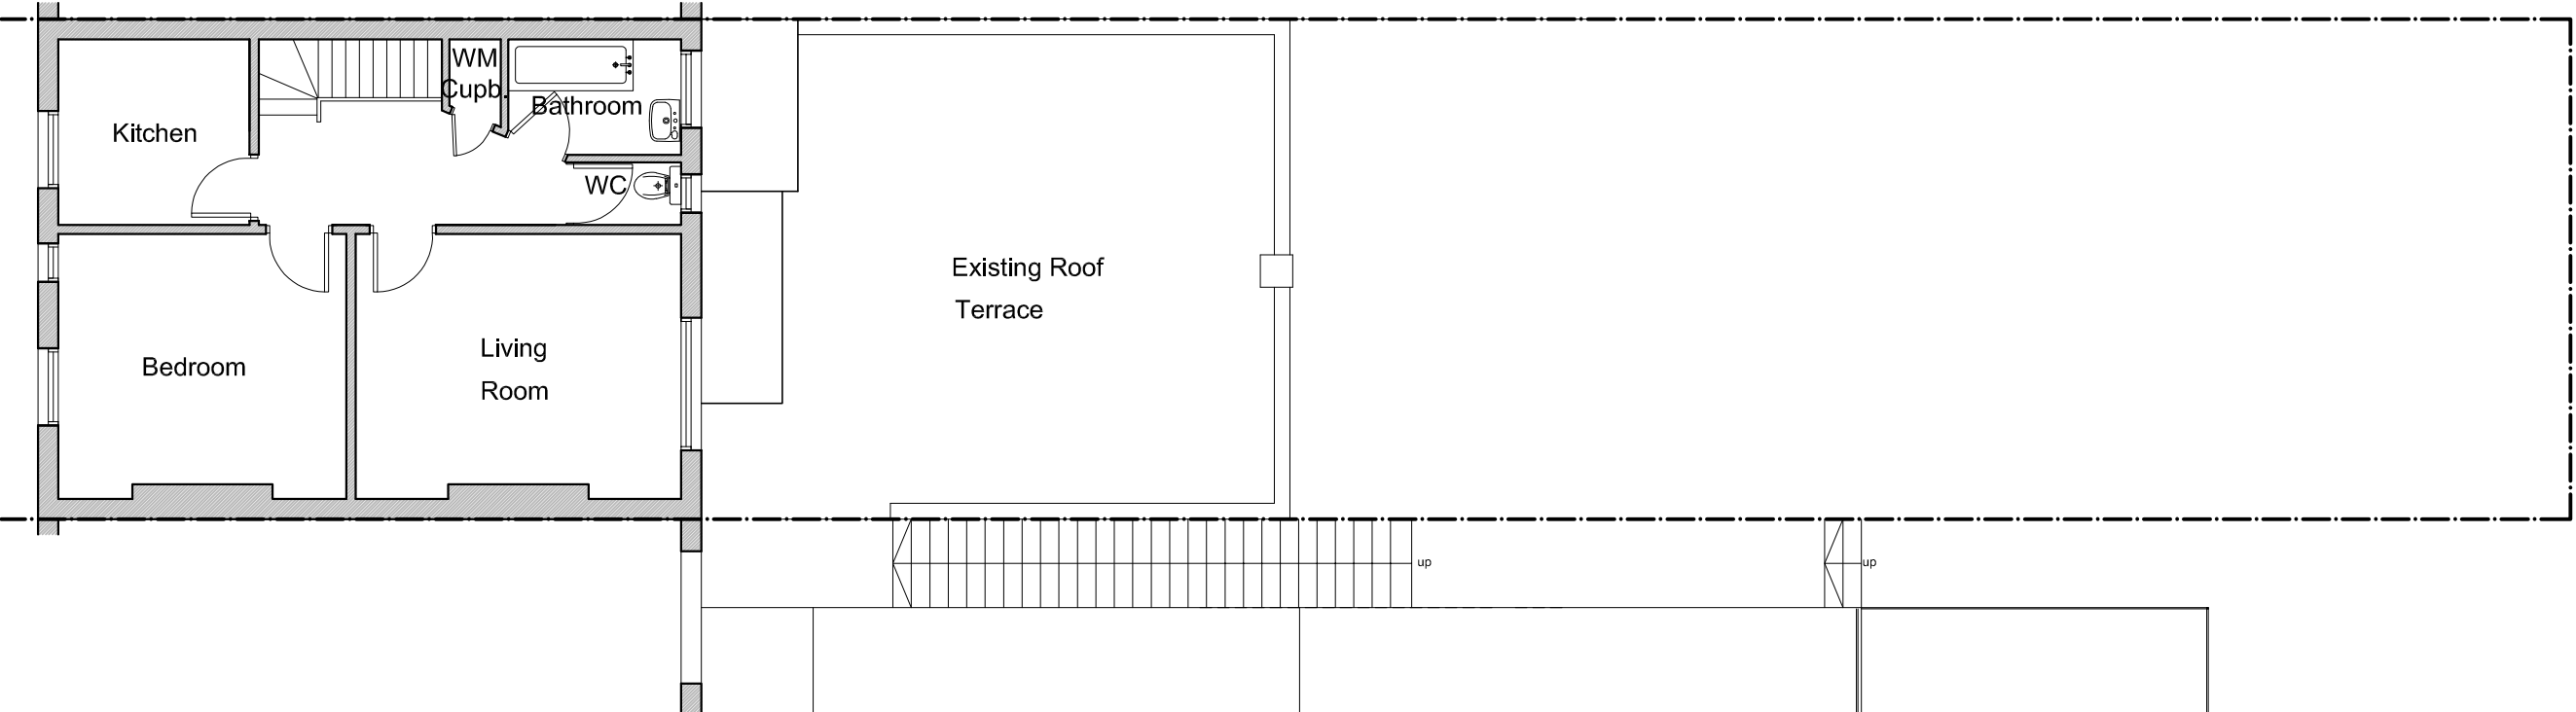 WM
Cupb.
Bathroom
Kitchen
WC
Existing Roof
Terrace
Living
Room
Bedroom
up
up